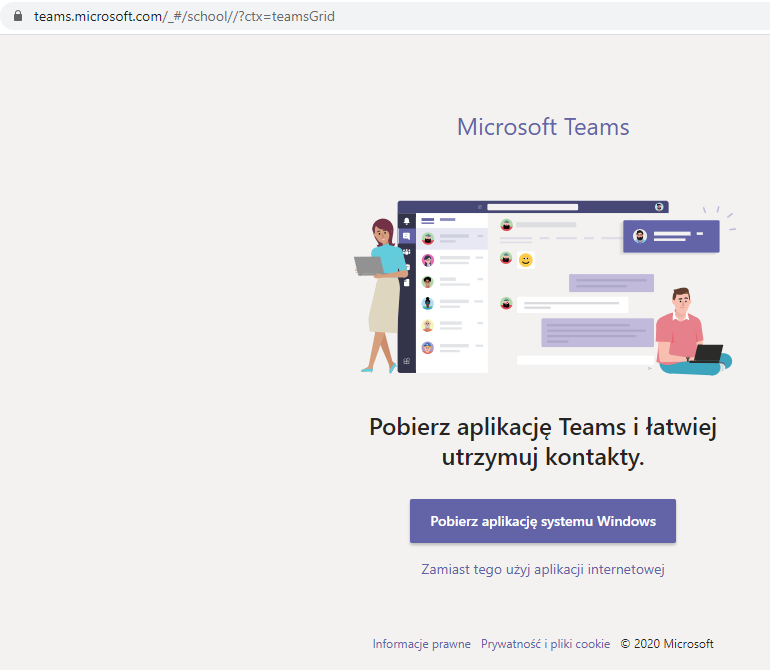 teams.microsoft.com/_#/school//?ctx=teamsGrid
Microsoft Teams
Pobierz aplikację Teams i łatwiej
utrzymuj kontakty.
Pobierz aplikację systemu Windows
Zamiast tego użyj aplikacji internetowej
Informacje prawne Prywatność i pliki cookie © 2020 Microsoft